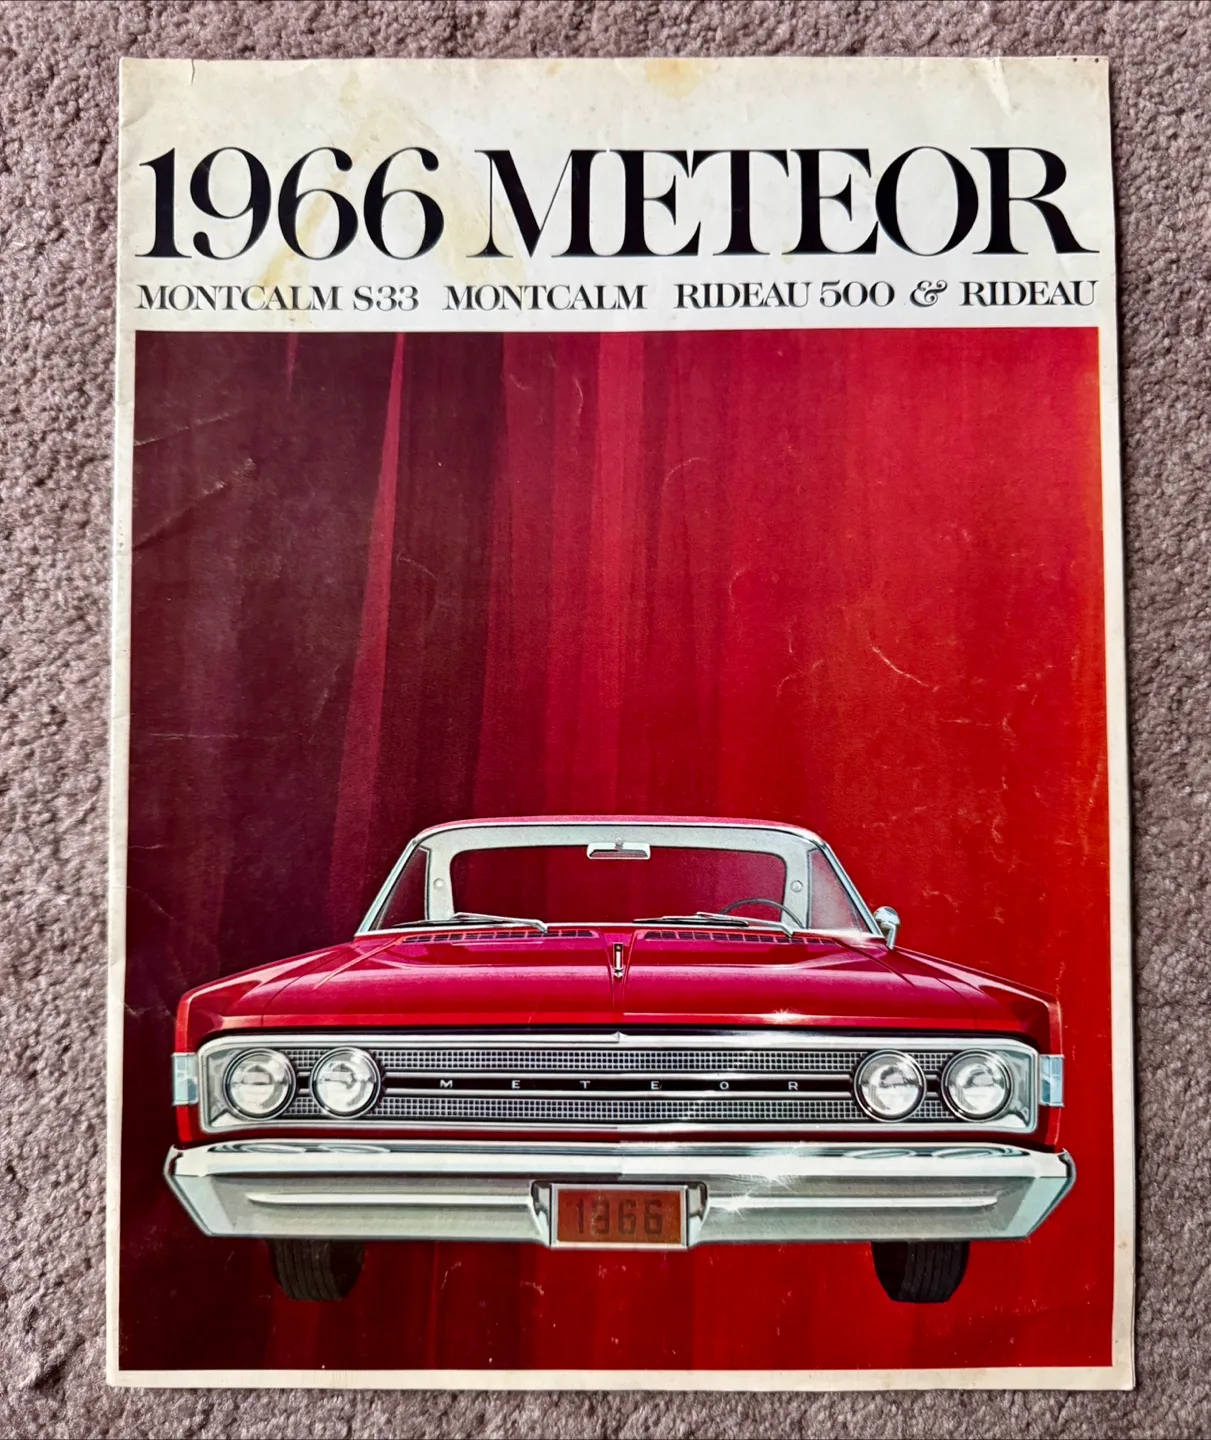 1966 METEOR
MONTCALM S33 MONTCALM RIDEAU 500 & RIDEAU
METEOR
1966